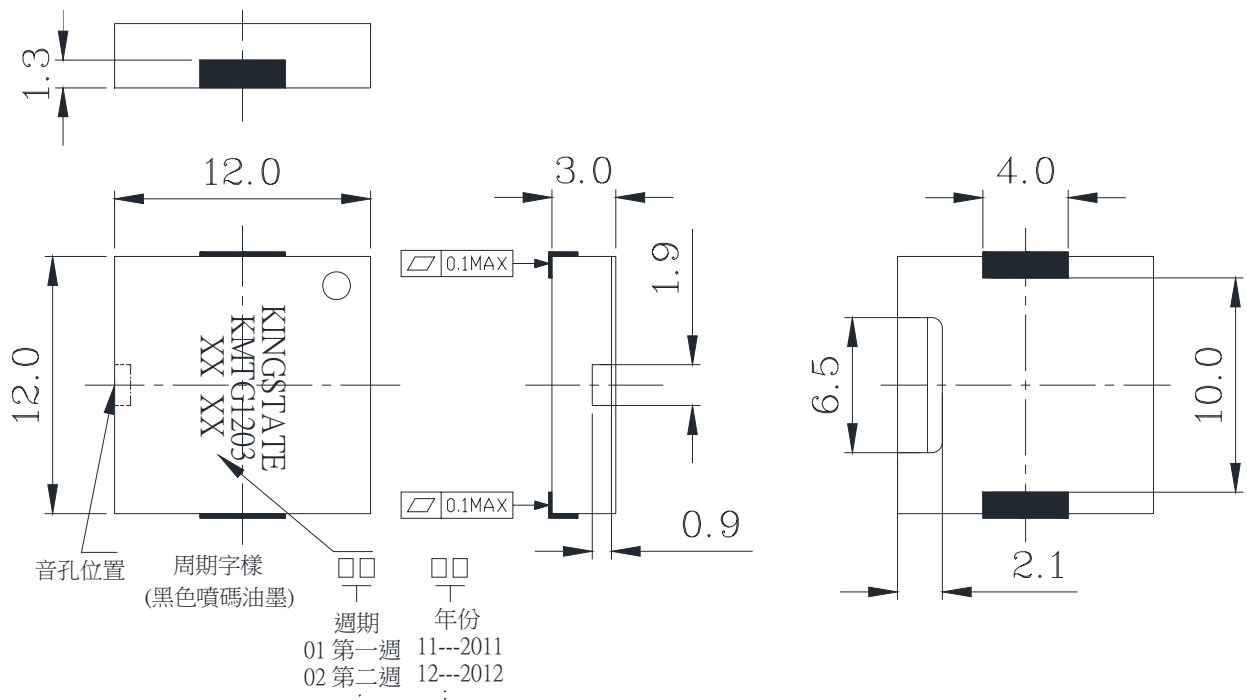 1.3
12.0
3.0
4.0
0.1MAX
1.9
12.0
KINGSTATE
KMTG1203
XX XX
6.5
10.0
0.1MAX
0.9
2.1
音孔位置
周期字樣
(黑色噴碼油墨)
□□ □□
週期 年份
01 第一週 11---2011
02 第二週 12---2012